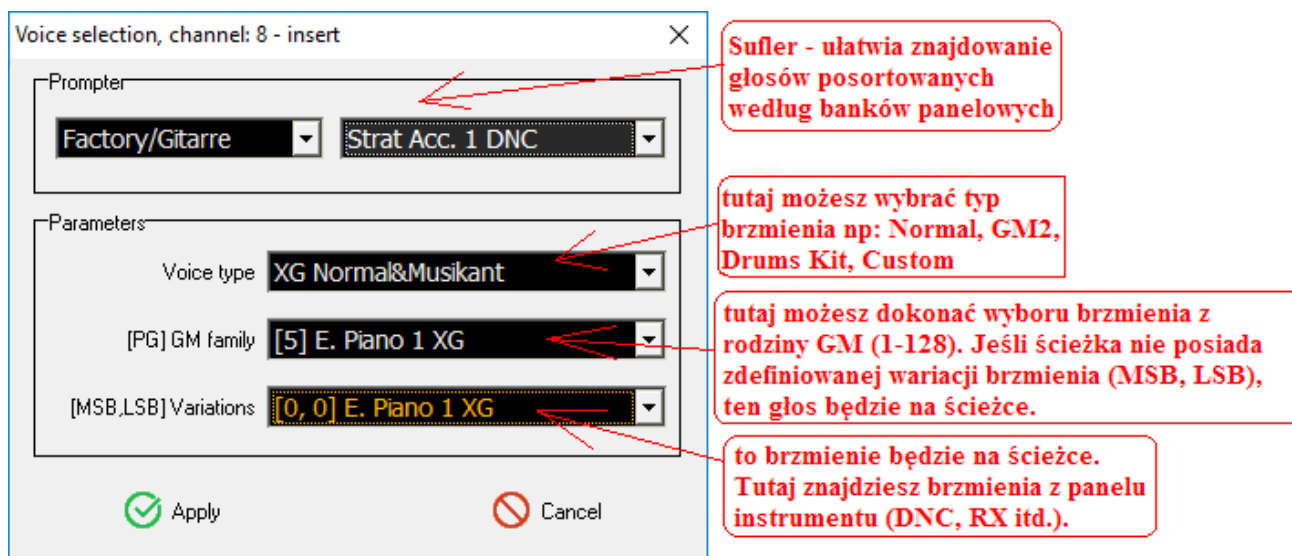 Voice selection, channel: 8 - insert
Prompter
Factory/Gitarre
Strat Acc. 1 DNC
Parameters
Voice type
XG Normal&Musikant
[PG] GM family
[5] E. Piano 1 XG
[MSB,LSB] Variations
[0, 0] E. Piano 1 XG
Apply
Cancel
Sufler - ułatwia znajdowanie
głosów posortowanych
według banków panelowych
tutaj możesz wybrać typ
brzmienia np: Normal, GM2,
Drums Kit, Custom
tutaj możesz dokonać wyboru brzmienia z
rodziny GM (1-128). Jeśli ścieżka nie posiada
zdefiniowanej wariacji brzmienia (MSB, LSB),
ten głos będzie na ścieżce.
to brzmienie będzie na ścieżce.
Tutaj znajdziesz brzmienia z panelu
instrumentu (DNC, RX itd.).